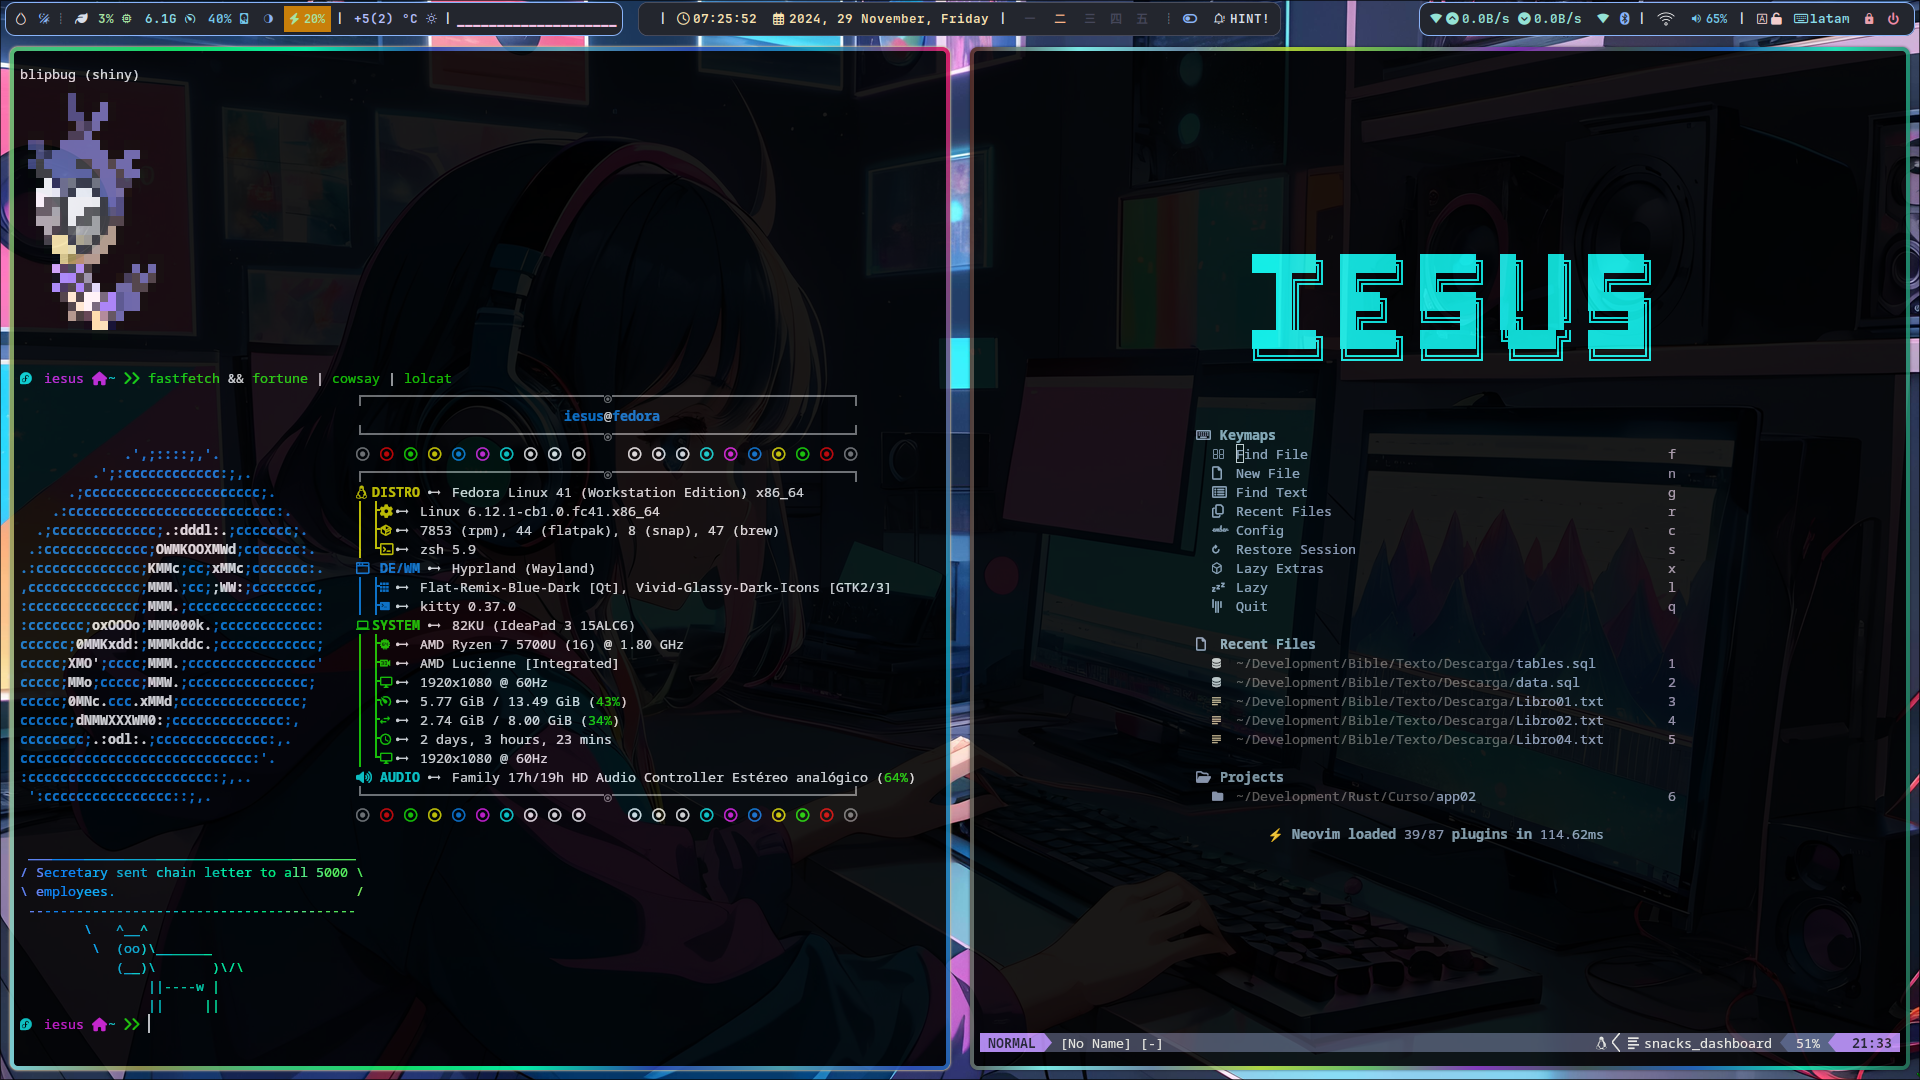 3% 6.1G 40% 20% | +5(2) °C |
| 07:25:52 2024, 29 November, Friday | 一 二 三 四 五 HINT!
0.0B/s 0.0B/s | 65% | latam
blipbug (shiny)
iesus ~ fastfetch && fortune | cowsay | lolcat
iesus@fedora
DISTRO Fedora Linux 41 (Workstation Edition) x86_64
Linux 6.12.1-cb1.0.fc41.x86_64
7853 (rpm), 44 (flatpak), 8 (snap), 47 (brew)
zsh 5.9
DE/WM Hyprland (Wayland)
Flat-Remix-Blue-Dark [Qt], Vivid-Glassy-Dark-Icons [GTK2/3]
kitty 0.37.0
SYSTEM 82KU (IdeaPad 3 15ALC6)
AMD Ryzen 7 5700U (16) @ 1.80 GHz
AMD Lucienne [Integrated]
1920x1080 @ 60Hz
5.77 GiB / 13.49 GiB (43%)
2.74 GiB / 8.00 GiB (34%)
2 days, 3 hours, 23 mins
1920x1080 @ 60Hz
AUDIO Family 17h/19h HD Audio Controller Estéreo analógico (64%)
/ Secretary sent chain letter to all 5000 \
\ employees. /
-----------------------------------------
\ ^__^
\ (oo)\_______
(__)\ )\/\
||----w |
|| ||
iesus ~
IESUS
Keymaps
Find File f
New File n
Find Text g
Recent Files r
Config c
Restore Session s
Lazy Extras x
Lazy l
Quit q
Recent Files
~/Development/Bible/Texto/Descarga/tables.sql 1
~/Development/Bible/Texto/Descarga/data.sql 2
~/Development/Bible/Texto/Descarga/Libro01.txt 3
~/Development/Bible/Texto/Descarga/Libro02.txt 4
~/Development/Bible/Texto/Descarga/Libro04.txt 5
Projects
~/Development/Rust/Curso/app02 6
⚡ Neovim loaded 39/87 plugins in 114.62ms
NORMAL [No Name] [-] snacks_dashboard 51% 21:33